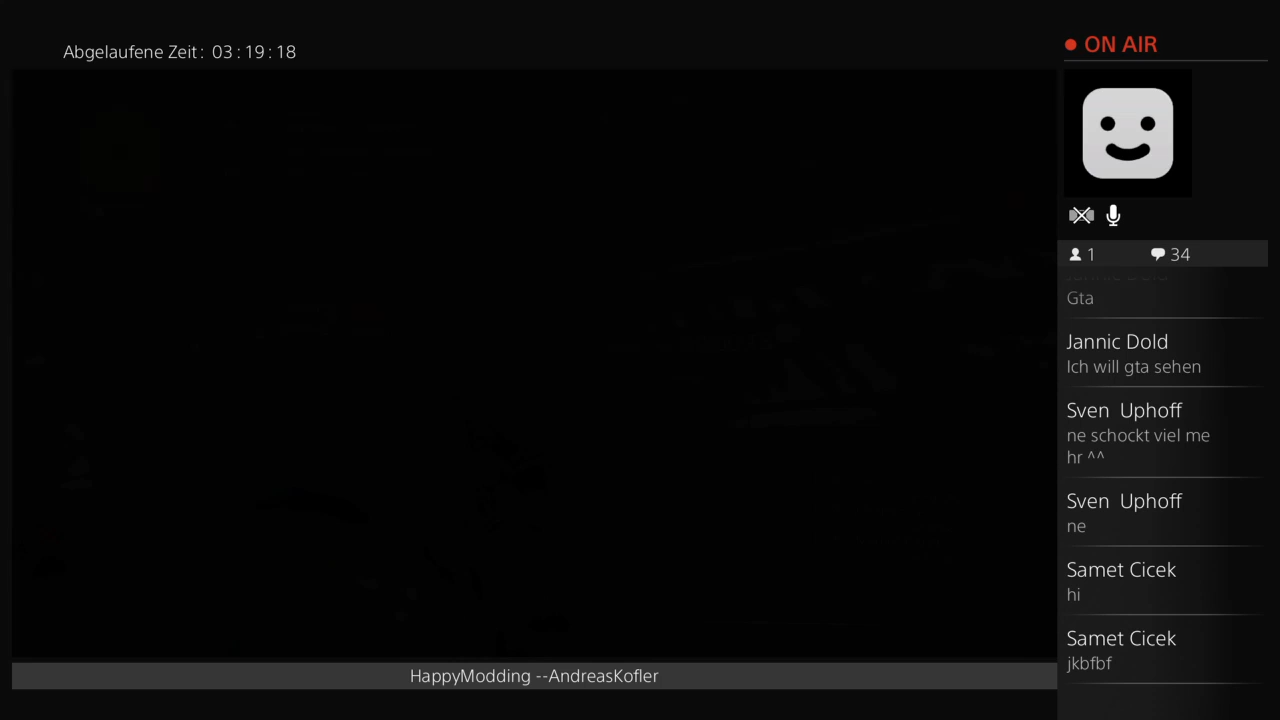 Abgelaufene Zeit: 03:19:18
ON AIR
1 34
Gta
Jannic Dold
Ich will gta sehen
Sven Uphoff
ne schockt viel me
hr ^^
Sven Uphoff
ne
Samet Cicek
hi
Samet Cicek
jkbfbf
HappyModding --AndreasKofler